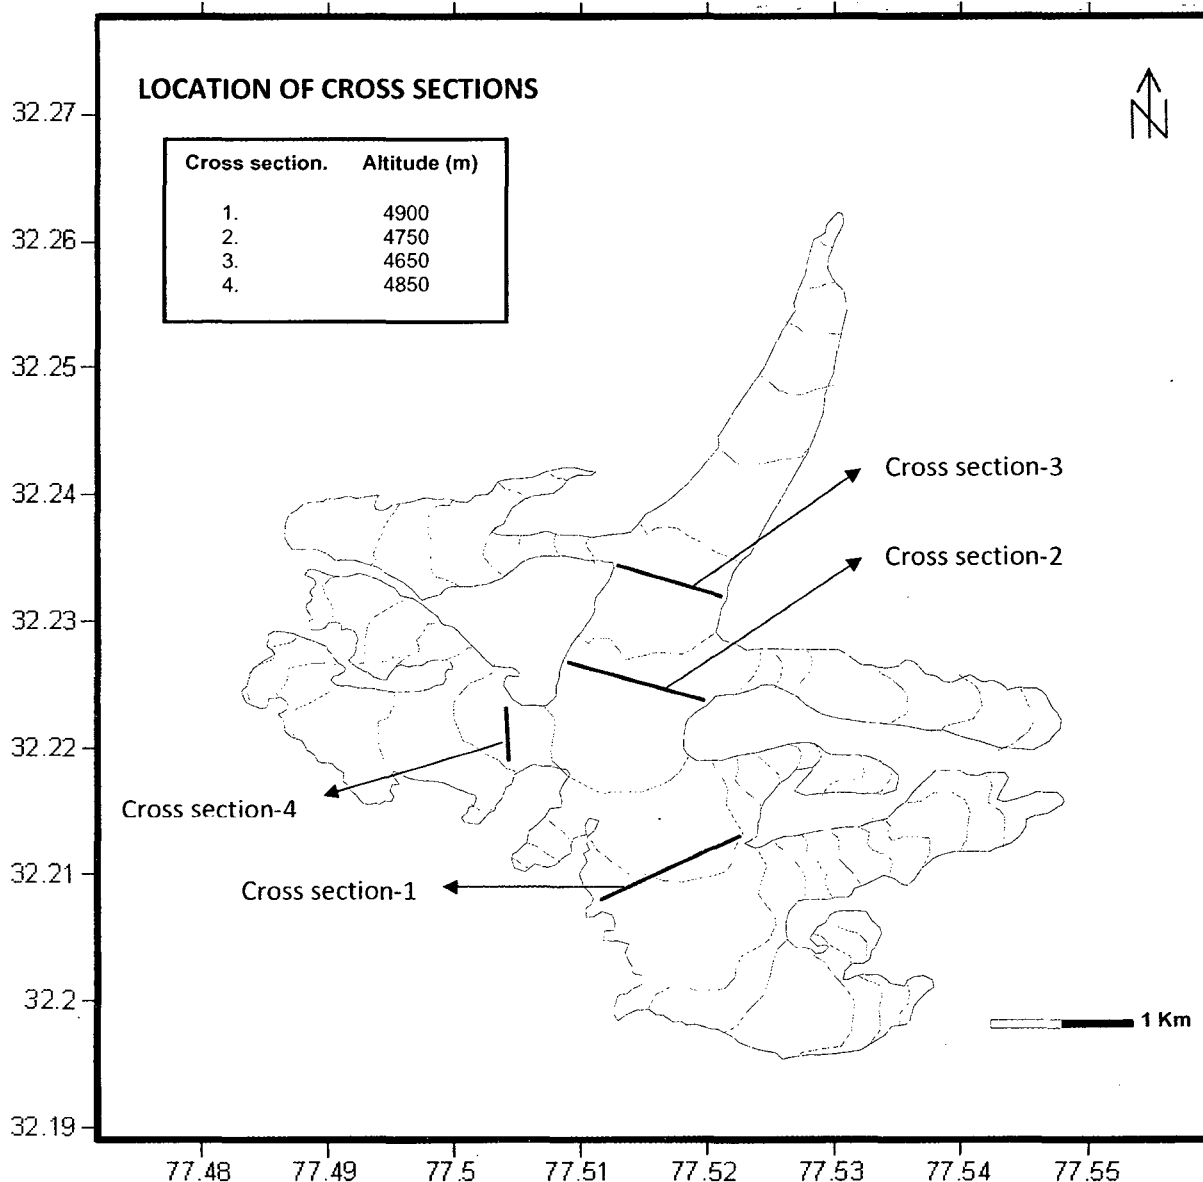 LOCATION OF CROSS SECTIONS
N
Cross section. Altitude (m)
1. 4900
2. 4750
3. 4650
4. 4850
32.27
32.26
32.25
32.24
32.23
32.22
32.21
32.2
32.19
Cross section-3
Cross section-2
Cross section-4
Cross section-1
1 Km
77.48 77.49 77.5 77.51 77.52 77.53 77.54 77.55